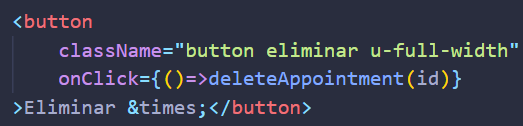 <button
className="button eliminar u-full-width"
onClick={()=>deleteAppointment(id)}
>Eliminar &times;</button>